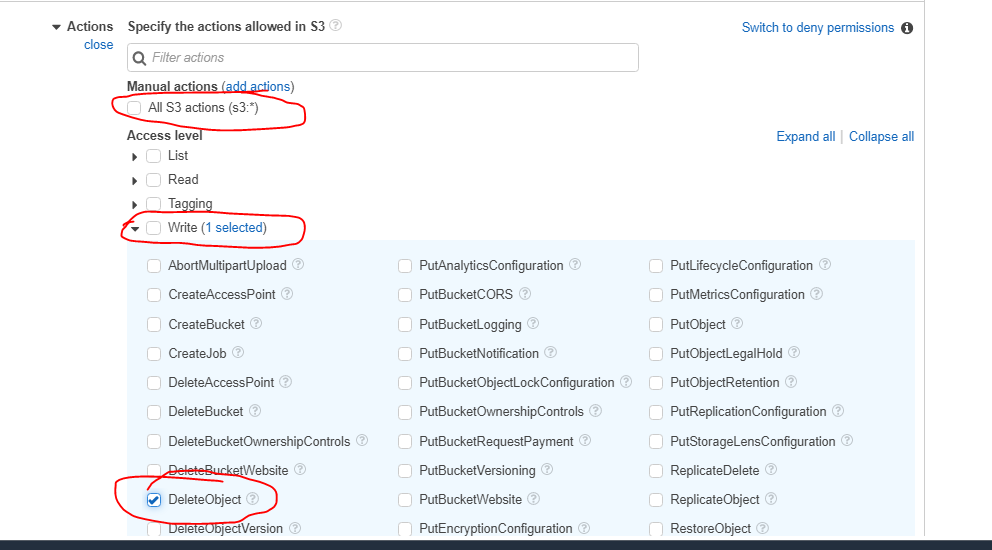 Actions Specify the actions allowed in S3 ? Switch to deny permissions i
close
Filter actions
Manual actions (add actions)
All S3 actions (s3:*)
Access level Expand all | Collapse all
List
Read
Tagging
Write (1 selected)
AbortMultipartUpload ? PutAnalyticsConfiguration ? PutLifecycleConfiguration ?
CreateAccessPoint ? PutBucketCORS ? PutMetricsConfiguration ?
CreateBucket ? PutBucketLogging ? PutObject ?
CreateJob ? PutBucketNotification ? PutObjectLegalHold ?
DeleteAccessPoint ? PutBucketObjectLockConfiguration ? PutObjectRetention ?
DeleteBucket ? PutBucketOwnershipControls ? PutReplicationConfiguration ?
DeleteBucketOwnershipControls ? PutBucketRequestPayment ? PutStorageLensConfiguration ?
DeleteBucketWebsite ? PutBucketVersioning ? ReplicateDelete ?
DeleteObject ? PutBucketWebsite ? ReplicateObject ?
DeleteObjectVersion ? PutEncryptionConfiguration ? RestoreObject ?